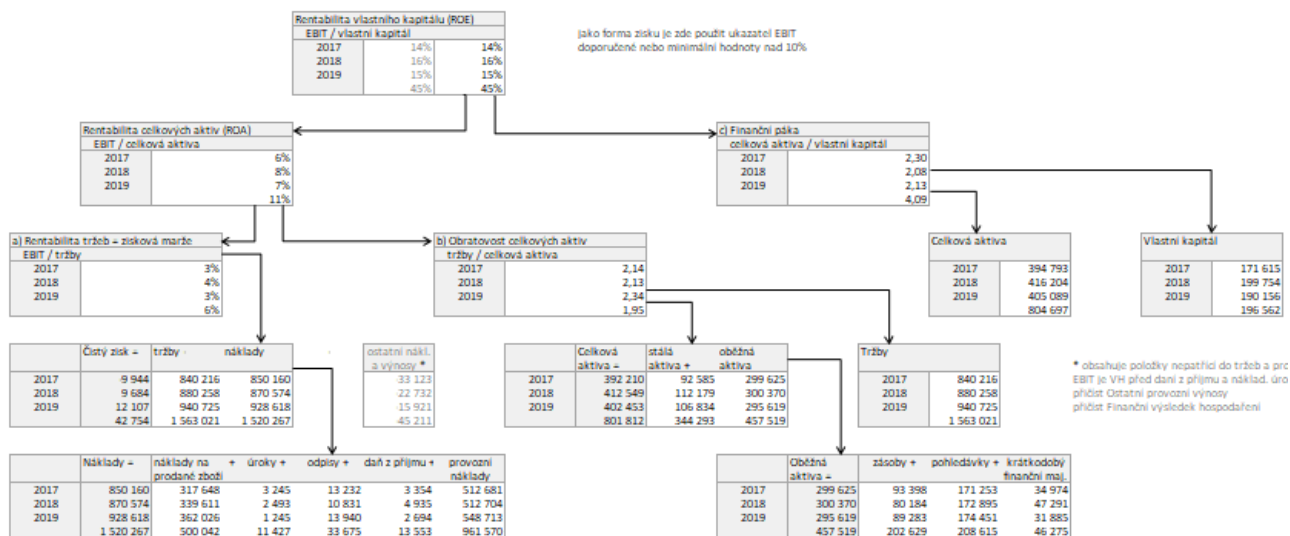 Rentabilita vlastního kapitálu (ROE)
EBIT / vlastní kapitál
2017 14% 14%
2018 16% 16%
2019 15% 15%
45% 45%
jako forma zisku je zde použit ukazatel EBIT
doporučené nebo minimální hodnoty nad 10%
Rentabilita celkových aktiv (ROA)
EBIT / celková aktiva
2017 6%
2018 8%
2019 7%
11%
c) Finanční páka
celková aktiva / vlastní kapitál
2017 2,30
2018 2,08
2019 2,13
4,09
a) Rentabilita tržeb = zisková marže
EBIT / tržby
2017 3%
2018 4%
2019 3%
6%
b) Obratovost celkových aktiv
tržby / celková aktiva
2017 2,14
2018 2,13
2019 2,34
1,95
Celková aktiva
2017 394 793
2018 416 204
2019 405 089
804 697
Vlastní kapitál
2017 171 615
2018 199 754
2019 190 156
196 562
Čistý zisk = tržby - náklady -
2017 9 944 840 216 850 160
2018 9 684 880 258 870 574
2019 12 107 940 725 928 618
42 754 1 563 021 1 520 267
ostatní nákl.
a výnosy *
-33 123
-22 732
-15 921
-45 211
Celková stálá oběžná
aktiva = aktiva + aktiva
2017 392 210 92 585 299 625
2018 412 549 112 179 300 370
2019 402 453 106 834 295 619
801 812 344 293 457 519
Tržby
2017 840 216
2018 880 258
2019 940 725
1 563 021
* obsahuje položky nepatřící do tržeb a pro
EBIT je VH před daní z příjmu a náklad. úro
přičíst Ostatní provozní výnosy
přičíst Finanční výsledek hospodaření
Náklady = náklady na + úroky + odpisy + daň z příjmu + provozní
prodané zboží náklady
2017 850 160 317 648 3 245 13 232 3 354 512 681
2018 870 574 339 611 2 493 10 831 4 935 512 704
2019 928 618 362 026 1 245 13 940 2 694 548 713
1 520 267 500 042 11 427 33 675 13 553 961 570
Oběžná zásoby + pohledávky + krátkodobý
aktiva = finanční maj.
2017 299 625 93 398 171 253 34 974
2018 300 370 80 184 172 895 47 291
2019 295 619 89 283 174 451 31 885
457 519 202 629 208 615 46 275